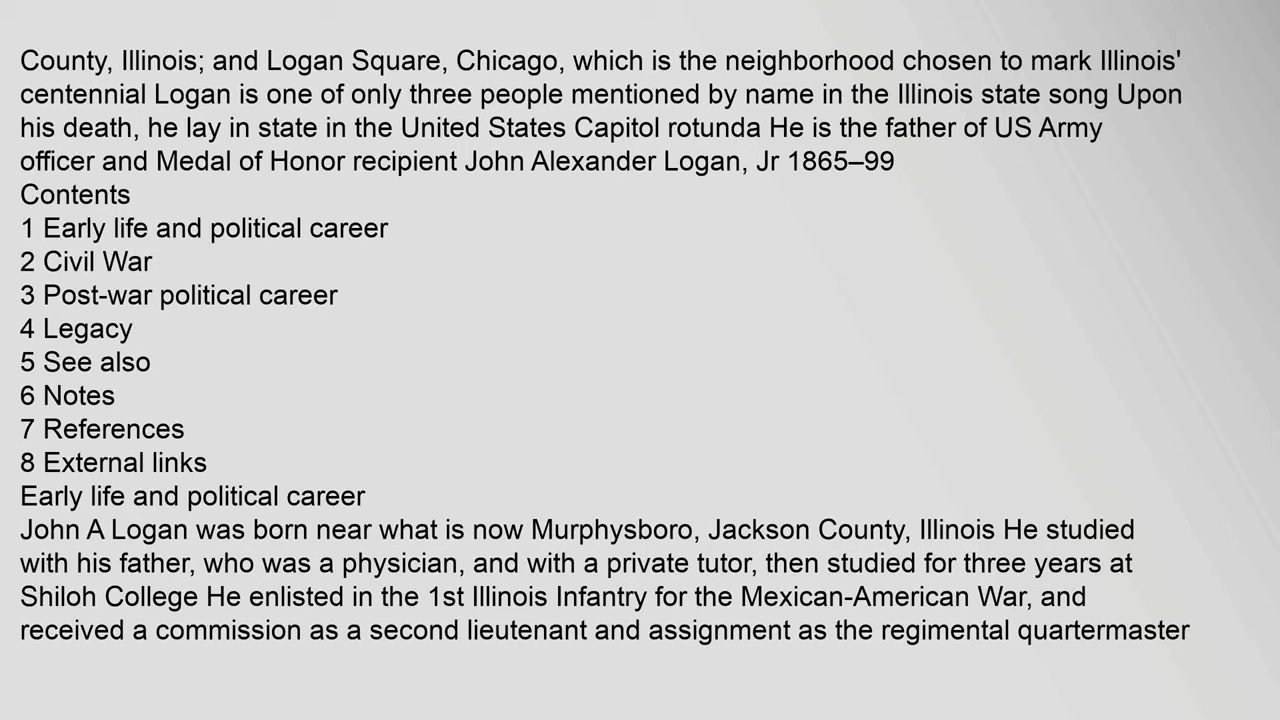 County, Illinois; and Logan Square, Chicago, which is the neighborhood chosen to mark Illinois'
centennial Logan is one of only three people mentioned by name in the Illinois state song Upon
his death, he lay in state in the United States Capitol rotunda He is the father of US Army
officer and Medal of Honor recipient John Alexander Logan, Jr 1865–99
Contents
1 Early life and political career
2 Civil War
3 Post-war political career
4 Legacy
5 See also
6 Notes
7 References
8 External links
Early life and political career
John A Logan was born near what is now Murphysboro, Jackson County, Illinois He studied
with his father, who was a physician, and with a private tutor, then studied for three years at
Shiloh College He enlisted in the 1st Illinois Infantry for the Mexican-American War, and
received a commission as a second lieutenant and assignment as the regimental quartermaster